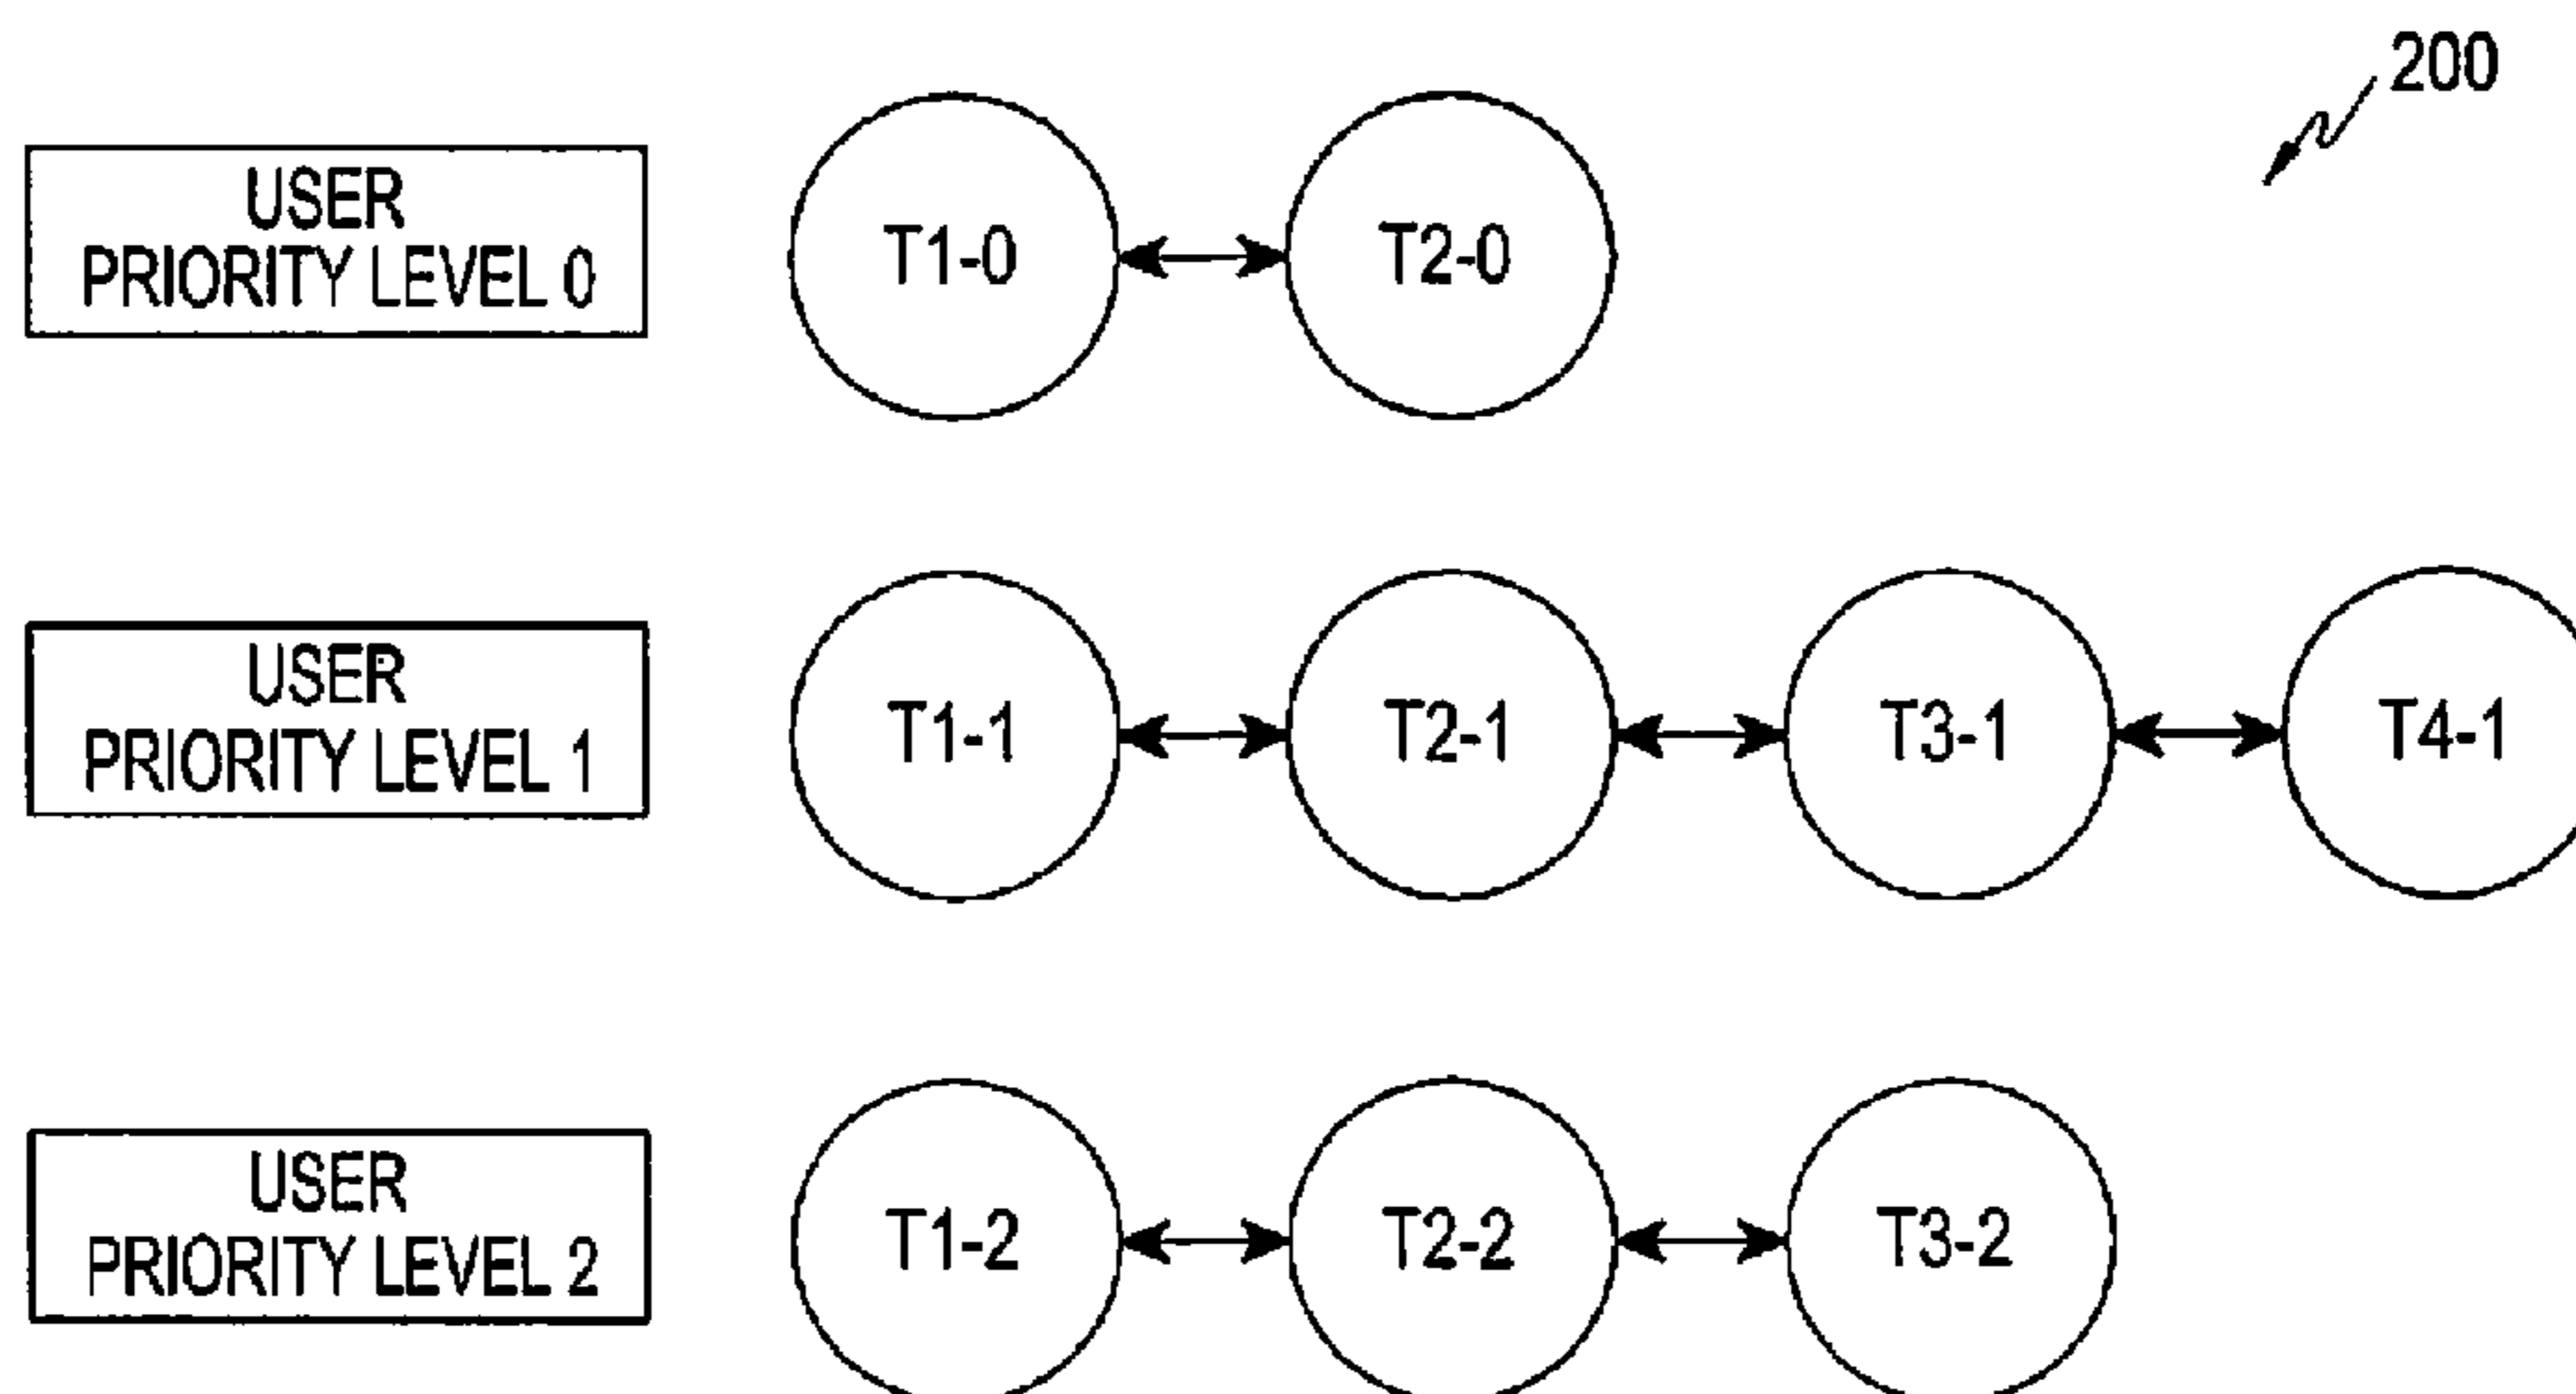 200
USER
PRIORITY LEVEL 0
T1-0
T2-0
USER
PRIORITY LEVEL 1
T1-1
T2-1
T3-1
T4-1
USER
PRIORITY LEVEL 2
T1-2
T2-2
T3-2